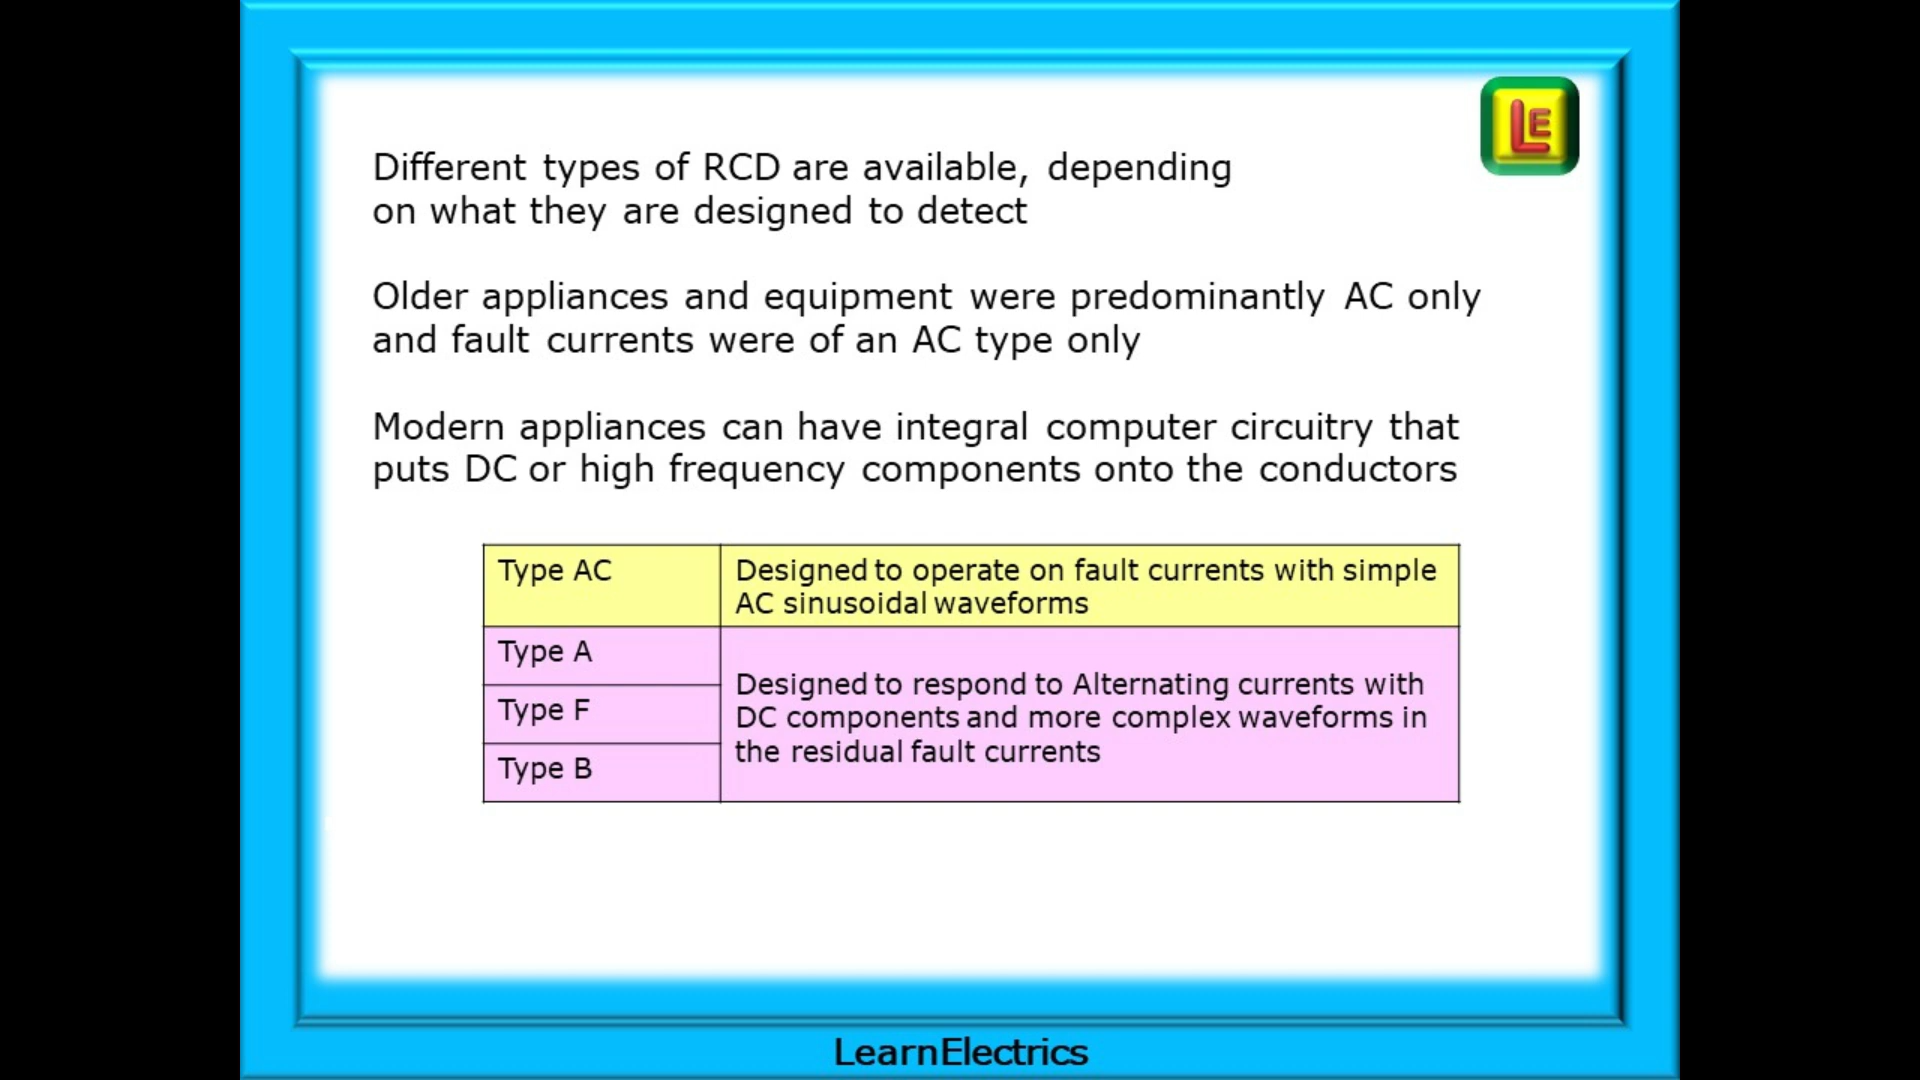 LE
Different types of RCD are available, depending
on what they are designed to detect
Older appliances and equipment were predominantly AC only
and fault currents were of an AC type only
Modern appliances can have integral computer circuitry that
puts DC or high frequency components onto the conductors
Type AC
Designed to operate on fault currents with simple
AC sinusoidal waveforms
Type A
Type F
Type B
Designed to respond to Alternating currents with
DC components and more complex waveforms in
the residual fault currents
LearnElectrics